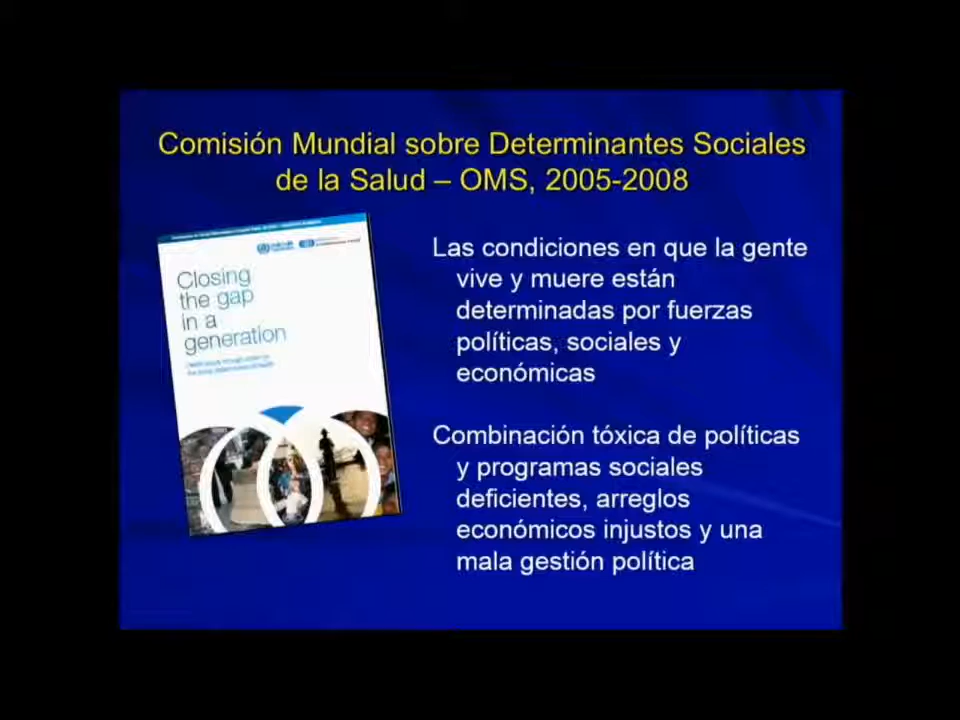 Comisión Mundial sobre Determinantes Sociales
de la Salud – OMS, 2005-2008
Closing
the gap
in a
generation
Las condiciones en que la gente
vive y muere están
determinadas por fuerzas
políticas, sociales y
económicas
Combinación tóxica de políticas
y programas sociales
deficientes, arreglos
económicos injustos y una
mala gestión política